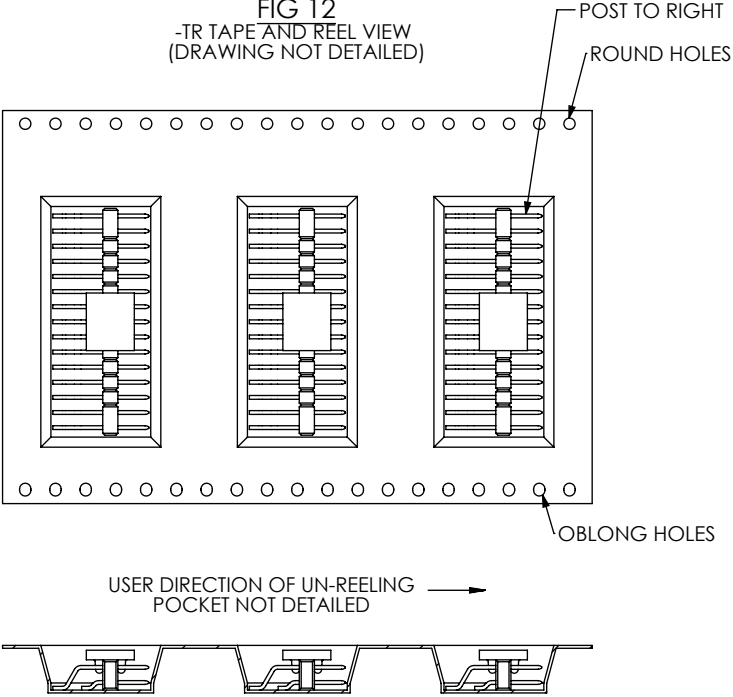 FIG 12
-TR TAPE AND REEL VIEW
(DRAWING NOT DETAILED)
POST TO RIGHT
ROUND HOLES
OBLONG HOLES
USER DIRECTION OF UN-REELING
POCKET NOT DETAILED